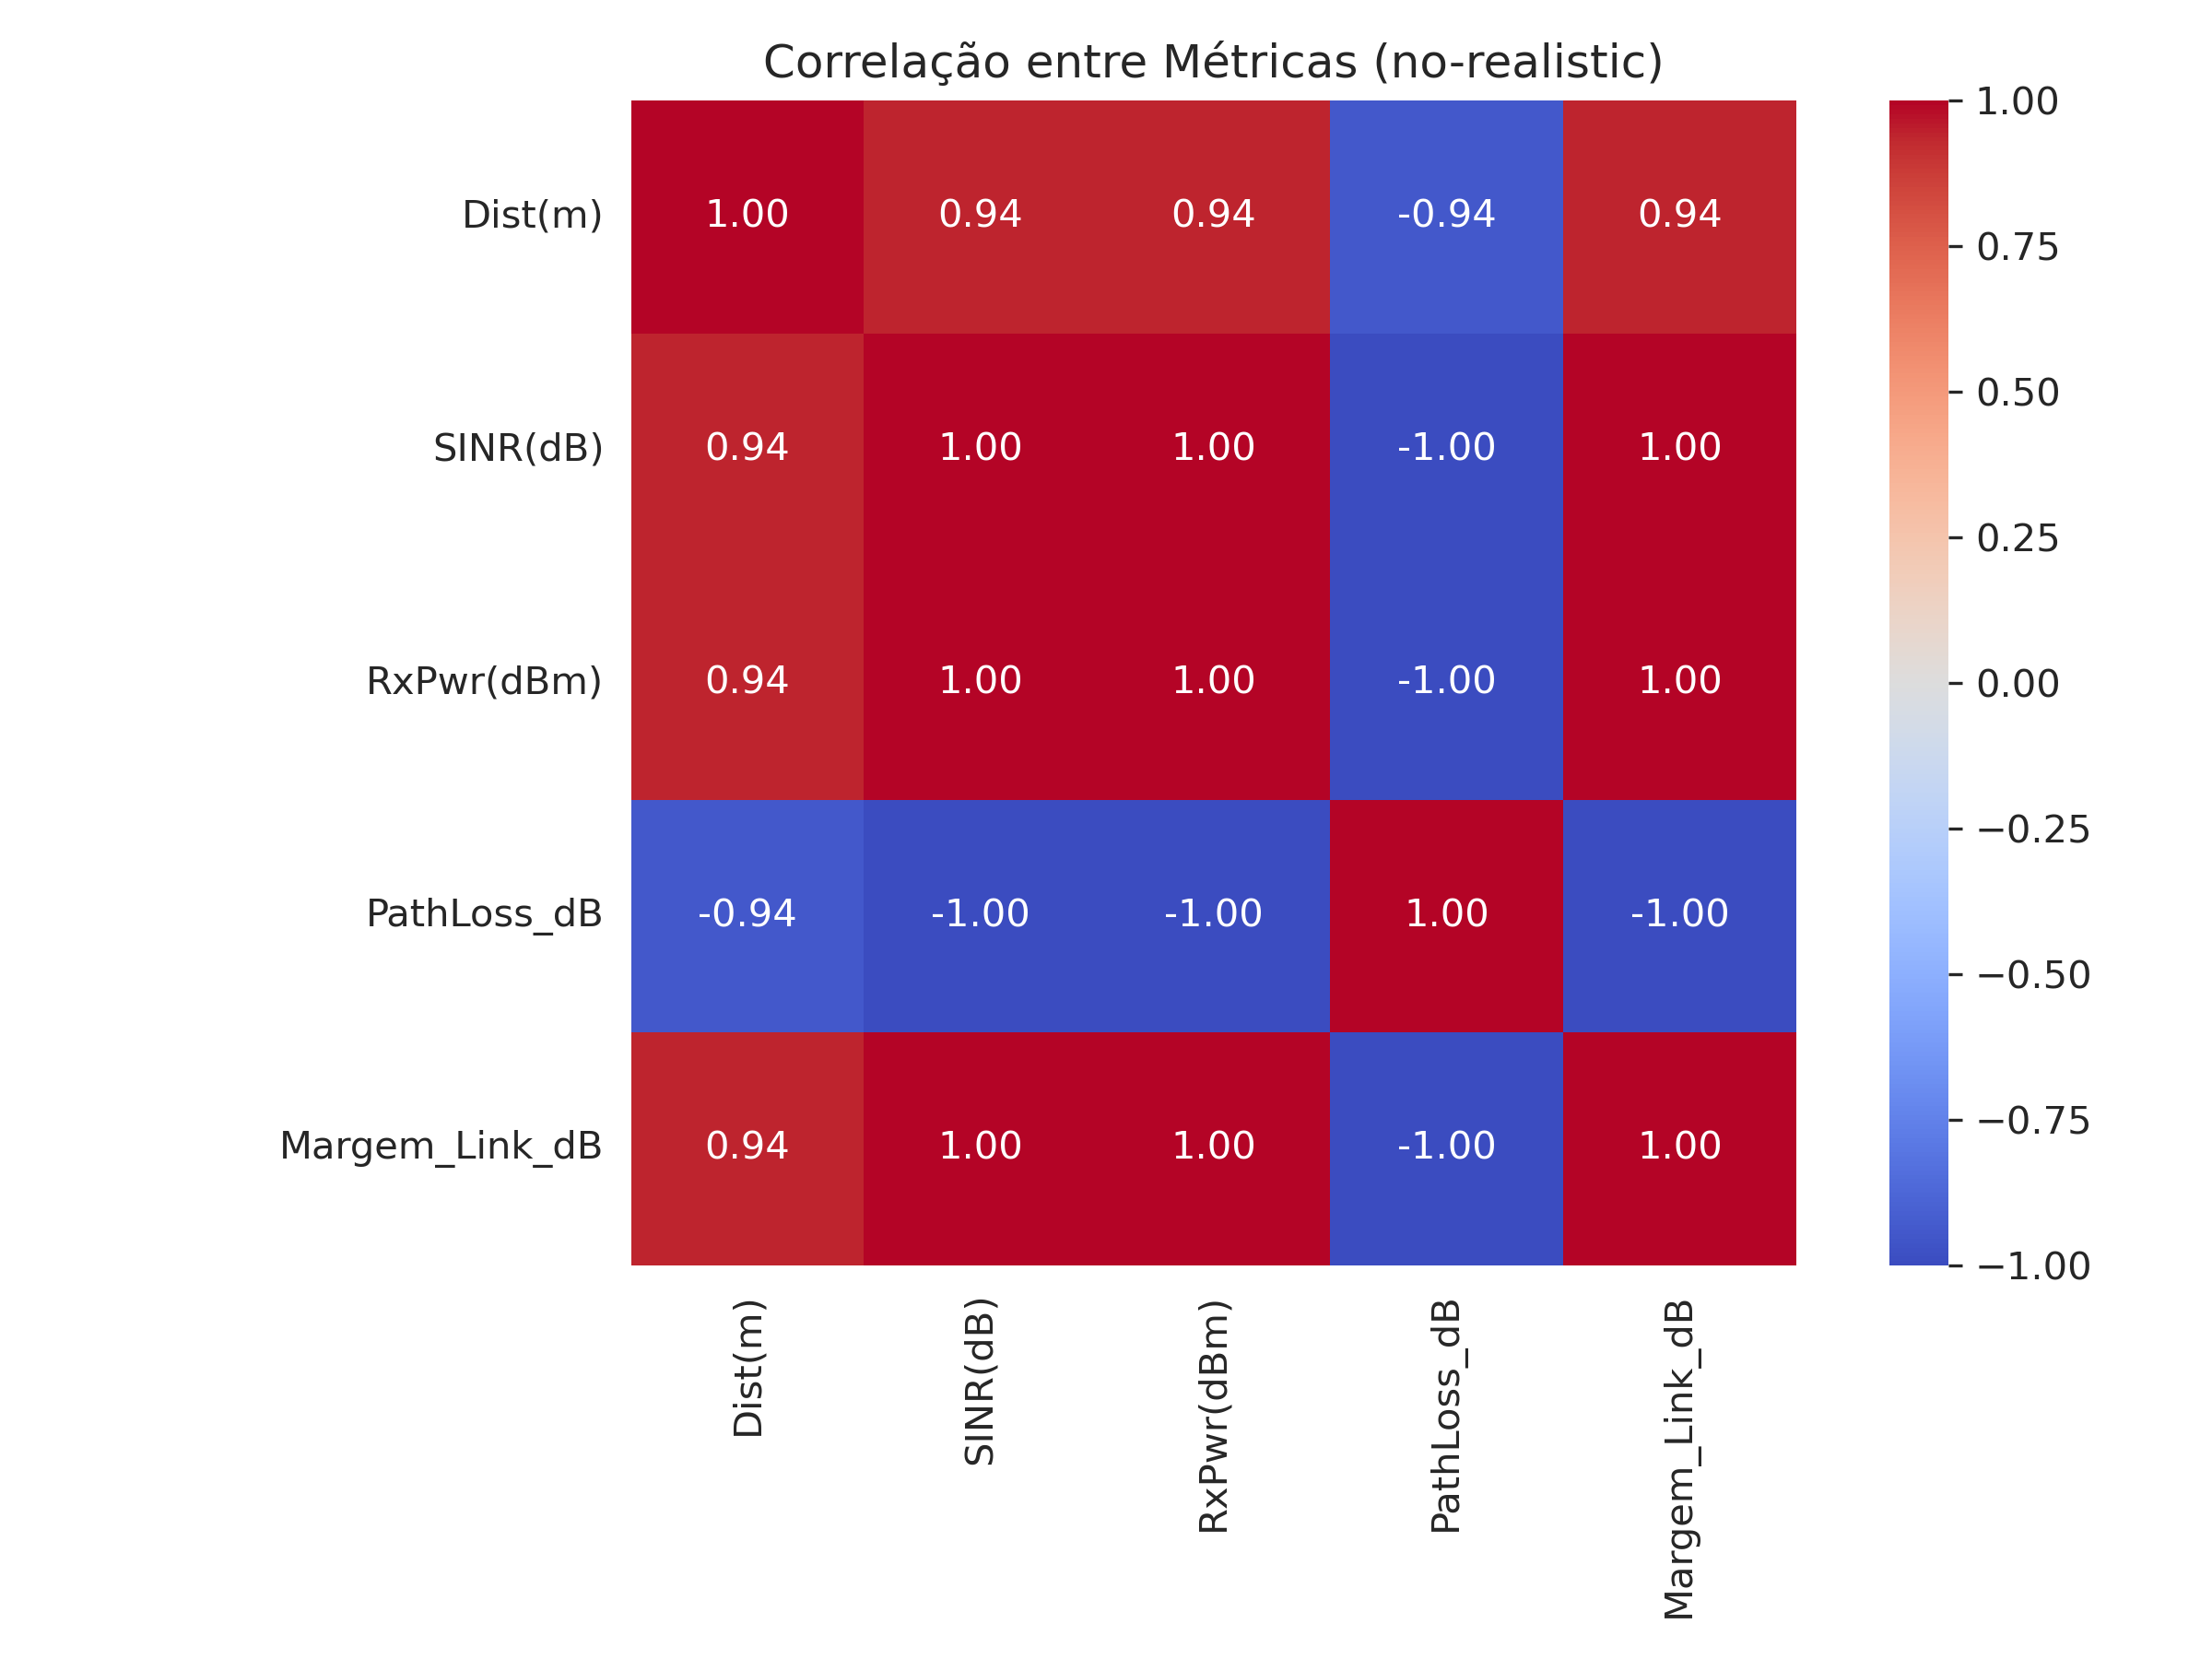 Correlação entre Métricas (no-realistic)
Dist(m) 1.00 0.94 0.94 -0.94 0.94
SINR(dB) 0.94 1.00 1.00 -1.00 1.00
RxPwr(dBm) 0.94 1.00 1.00 -1.00 1.00
PathLoss_dB -0.94 -1.00 -1.00 1.00 -1.00
Margem_Link_dB 0.94 1.00 1.00 -1.00 1.00
Dist(m)
SINR(dB)
RxPwr(dBm)
PathLoss_dB
Margem_Link_dB
1.00
0.75
0.50
0.25
0.00
−0.25
−0.50
−0.75
−1.00